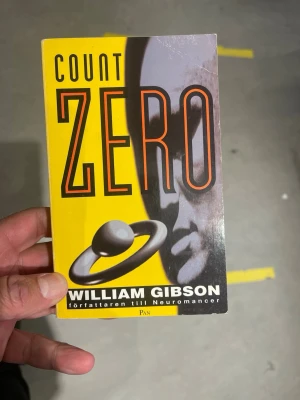 COUNT
ZERO
WILLIAM GIBSON
författaren till Neuromancer
PAN